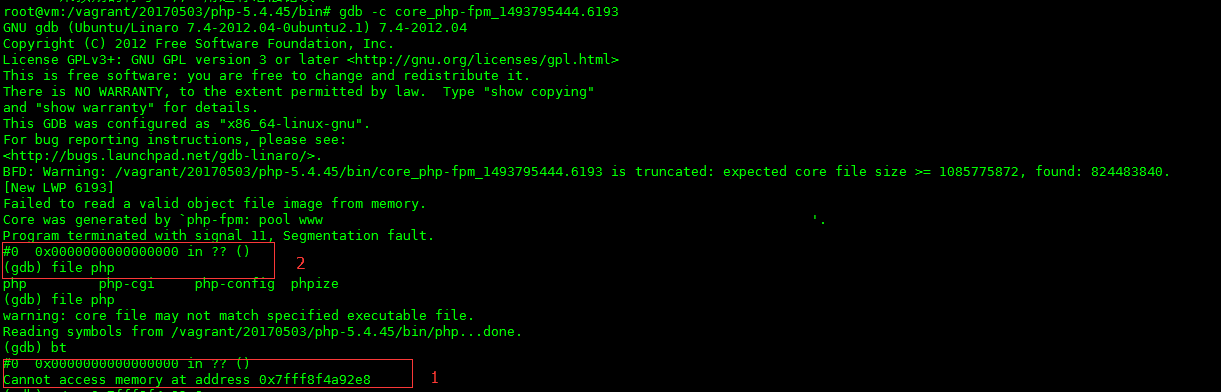 root@vm:/vagrant/20170503/php-5.4.45/bin# gdb -c core_php-fpm_1493795444.6193
GNU gdb (Ubuntu/Linaro 7.4-2012.04-0ubuntu2.1) 7.4-2012.04
Copyright (C) 2012 Free Software Foundation, Inc.
License GPLv3+: GNU GPL version 3 or later <http://gnu.org/licenses/gpl.html>
This is free software: you are free to change and redistribute it.
There is NO WARRANTY, to the extent permitted by law.  Type "show copying"
and "show warranty" for details.
This GDB was configured as "x86_64-linux-gnu".
For bug reporting instructions, please see:
<http://bugs.launchpad.net/gdb-linaro/>.
BFD: Warning: /vagrant/20170503/php-5.4.45/bin/core_php-fpm_1493795444.6193 is truncated: expected core file size >= 1085775872, found: 824483840.
[New LWP 6193]
Failed to read a valid object file image from memory.
Core was generated by `php-fpm: pool www                                                             '.
Program terminated with signal 11, Segmentation fault.
#0  0x0000000000000000 in ?? ()
2
(gdb) file php
php         php-cgi     php-config  phpize
(gdb) file php
warning: core file may not match specified executable file.
Reading symbols from /vagrant/20170503/php-5.4.45/bin/php...done.
(gdb) bt
#0  0x0000000000000000 in ?? ()
Cannot access memory at address 0x7fff8f4a92e8
1